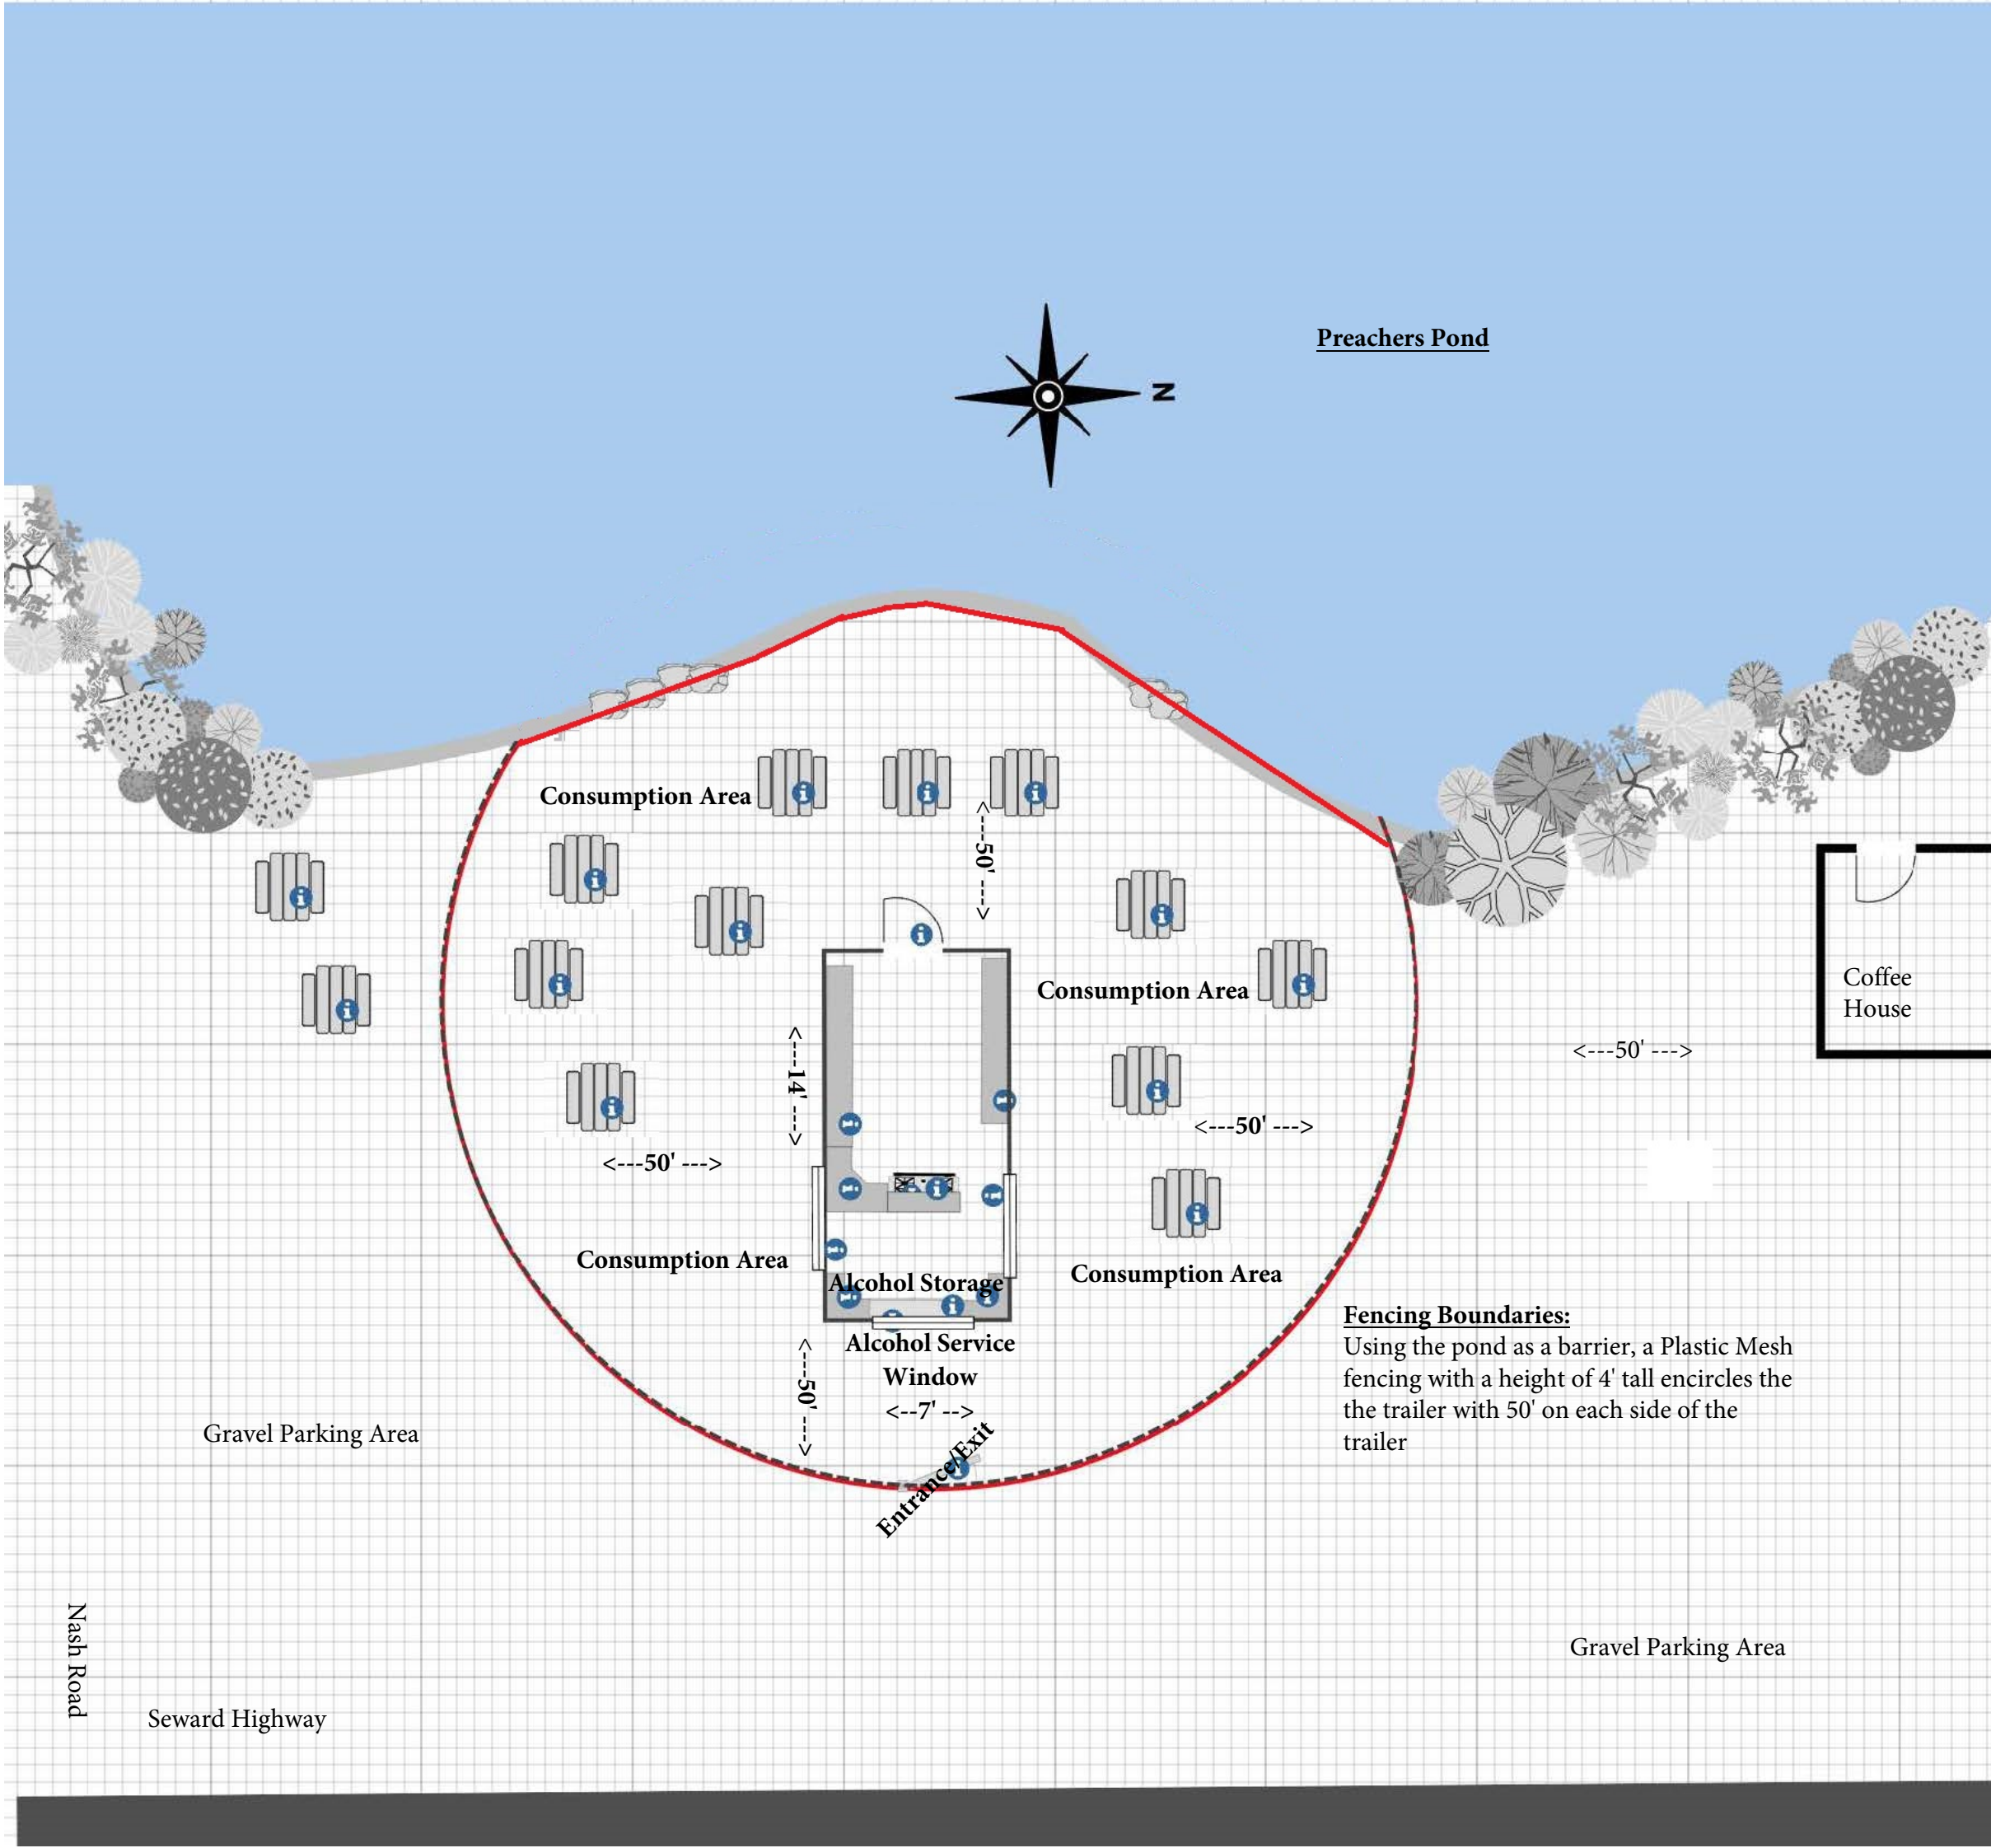 Preachers Pond
N
Consumption Area
<---50' --->
Consumption Area
Coffee
House
<---50' --->
<---14' --->
<---50' --->
<---50' --->
Consumption Area
Consumption Area
Alcohol Storage
Alcohol Service
Window
<--7' -->
<---50' --->
Entrance/Exit
Fencing Boundaries:
Using the pond as a barrier, a Plastic Mesh
fencing with a height of 4' tall encircles the
the trailer with 50' on each side of the
trailer
Gravel Parking Area
Gravel Parking Area
Nash Road
Seward Highway